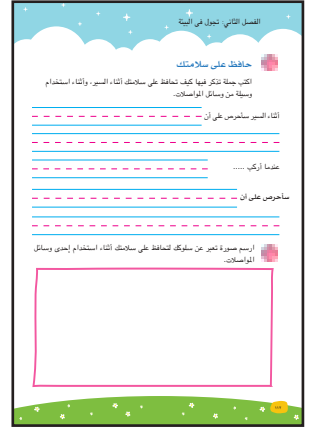 الفصل الثاني: تجول في البيئة
حافظ على سلامتك
اكتب جملة تذكر فيها كيف تحافظ على سلامتك أثناء السير، وأثناء استخدام
وسيلة من وسائل المواصلات.
أثناء السير سأحرص على أن
عندما أركب .....
سأحرص على ان
ارسم صورة تعبر عن سلوكك لتحافظ على سلامتك أثناء استخدام إحدى وسائل
المواصلات.